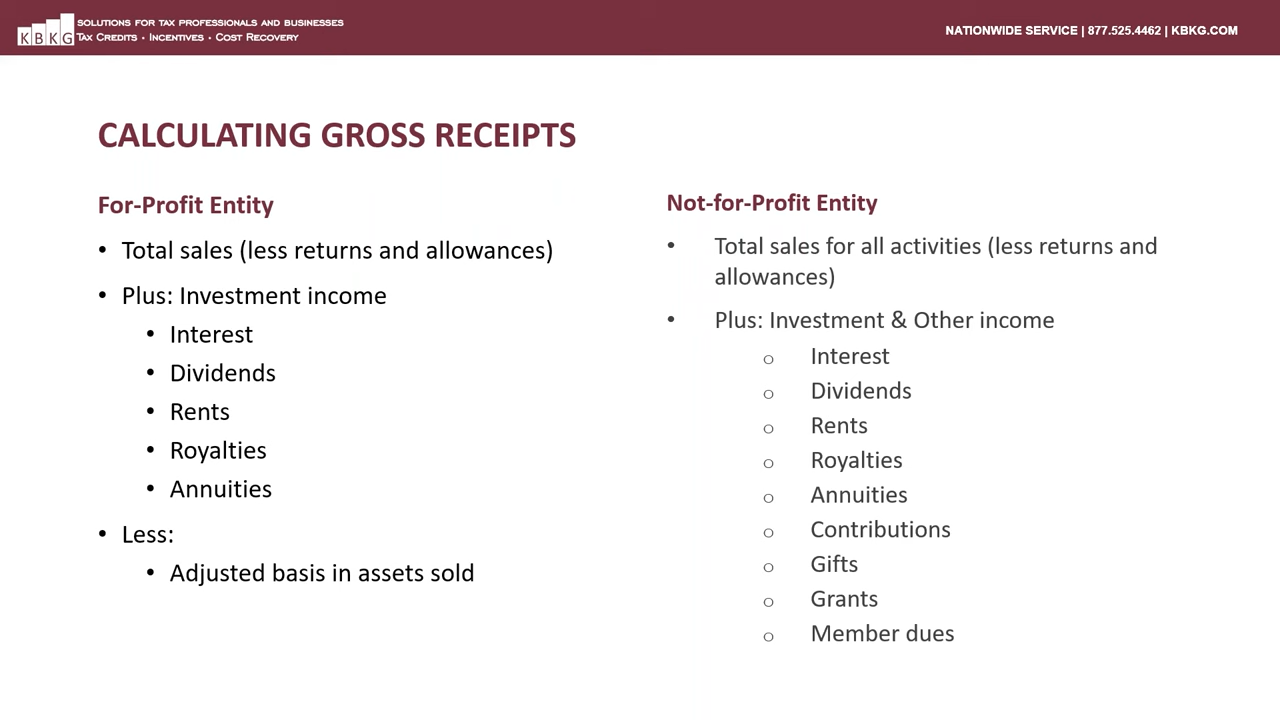 KBKG
SOLUTIONS FOR TAX PROFESSIONALS AND BUSINESSES
TAX CREDITS • INCENTIVES • COST RECOVERY
NATIONWIDE SERVICE | 877.525.4462 | KBKG.COM
CALCULATING GROSS RECEIPTS
For-Profit Entity
• Total sales (less returns and allowances)
• Plus: Investment income
• Interest
• Dividends
• Rents
• Royalties
• Annuities
• Less:
• Adjusted basis in assets sold
Not-for-Profit Entity
• Total sales for all activities (less returns and
allowances)
• Plus: Investment & Other income
o Interest
o Dividends
o Rents
o Royalties
o Annuities
o Contributions
o Gifts
o Grants
o Member dues